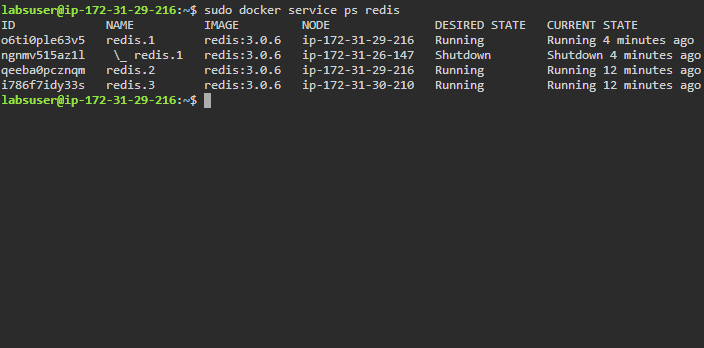 labsuser@ip-172-31-29-216:~$ sudo docker service ps redis
ID             NAME          IMAGE         NODE               DESIRED STATE   CURRENT STATE
o6ti0ple63v5   redis.1       redis:3.0.6   ip-172-31-29-216   Running         Running 4 minutes ago
ngnmv515az1l    \_ redis.1   redis:3.0.6   ip-172-31-26-147   Shutdown        Shutdown 4 minutes ago
qeeba0pcznqm   redis.2       redis:3.0.6   ip-172-31-29-216   Running         Running 12 minutes ago
i786f7idy33s   redis.3       redis:3.0.6   ip-172-31-30-210   Running         Running 12 minutes ago
labsuser@ip-172-31-29-216:~$